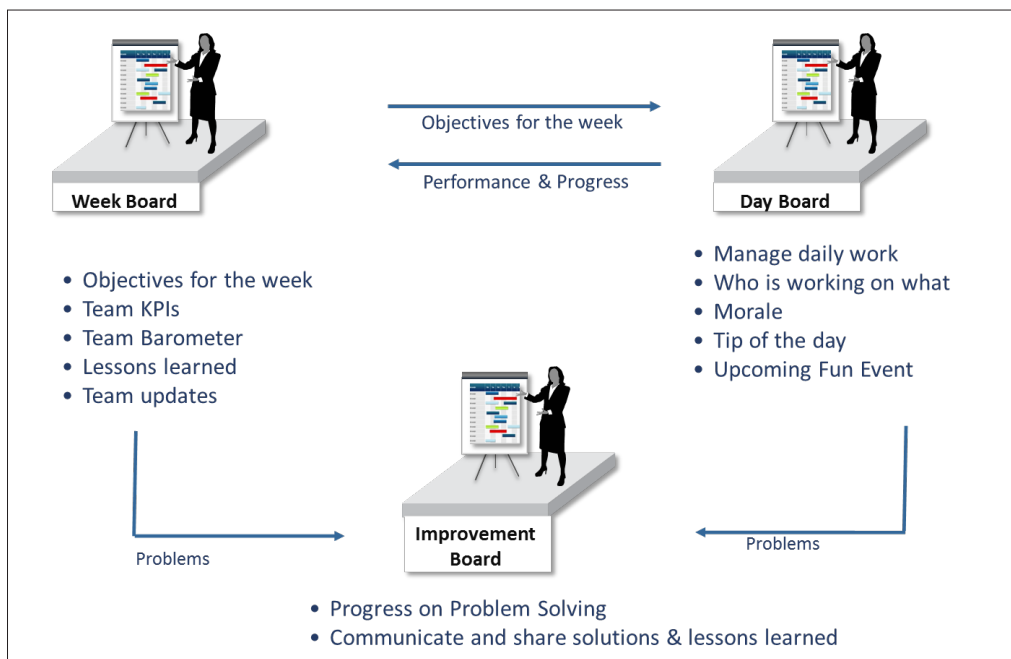 Objectives for the week
Performance & Progress
Week Board
Day Board
• Objectives for the week
• Team KPIs
• Team Barometer
• Lessons learned
• Team updates
• Manage daily work
• Who is working on what
• Morale
• Tip of the day
• Upcoming Fun Event
Problems
Improvement
Board
Problems
• Progress on Problem Solving
• Communicate and share solutions & lessons learned